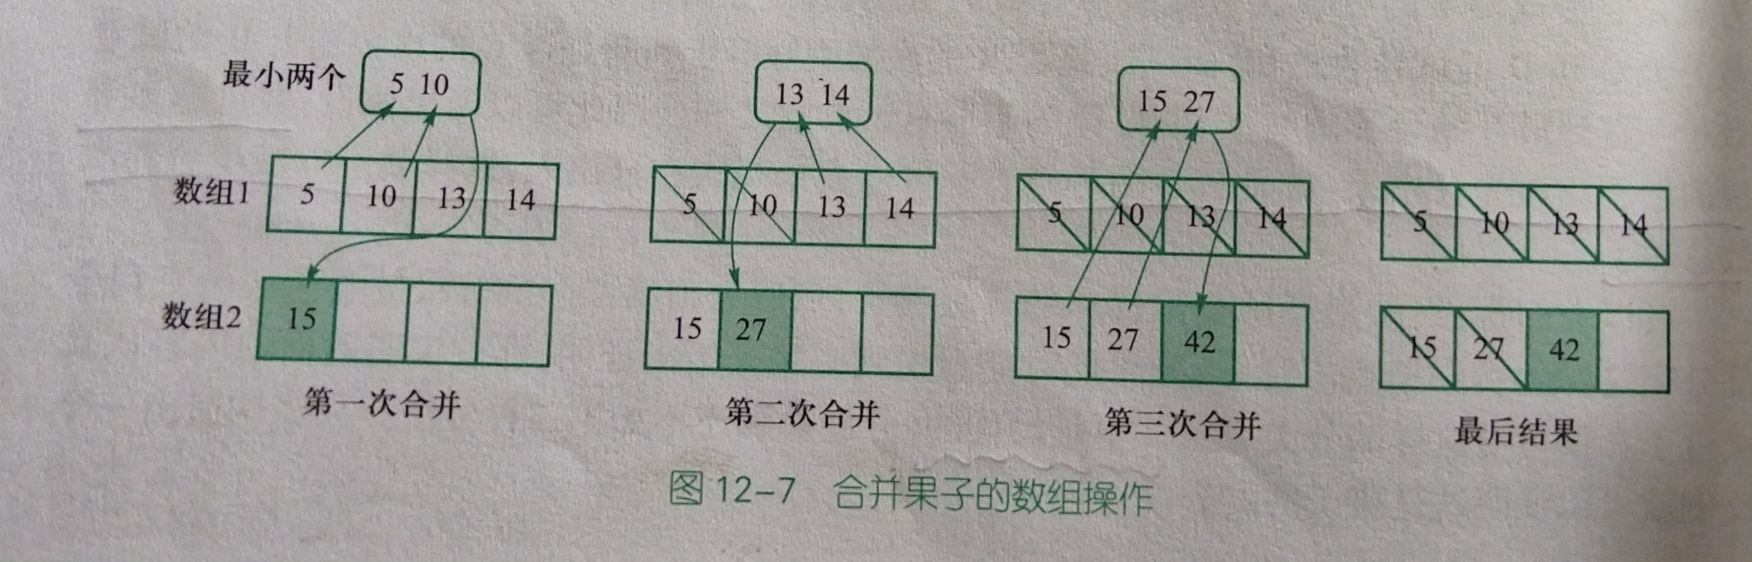 最小两个 5 10 13 14 15 27
数组1 5 10 13 14 5 10 13 14 5 10 13 14 5 10 13 14
数组2 15 15 27 15 27 42 15 27 42
第一次合并 第二次合并 第三次合并 最后结果
图 12-7 合并果子的数组操作